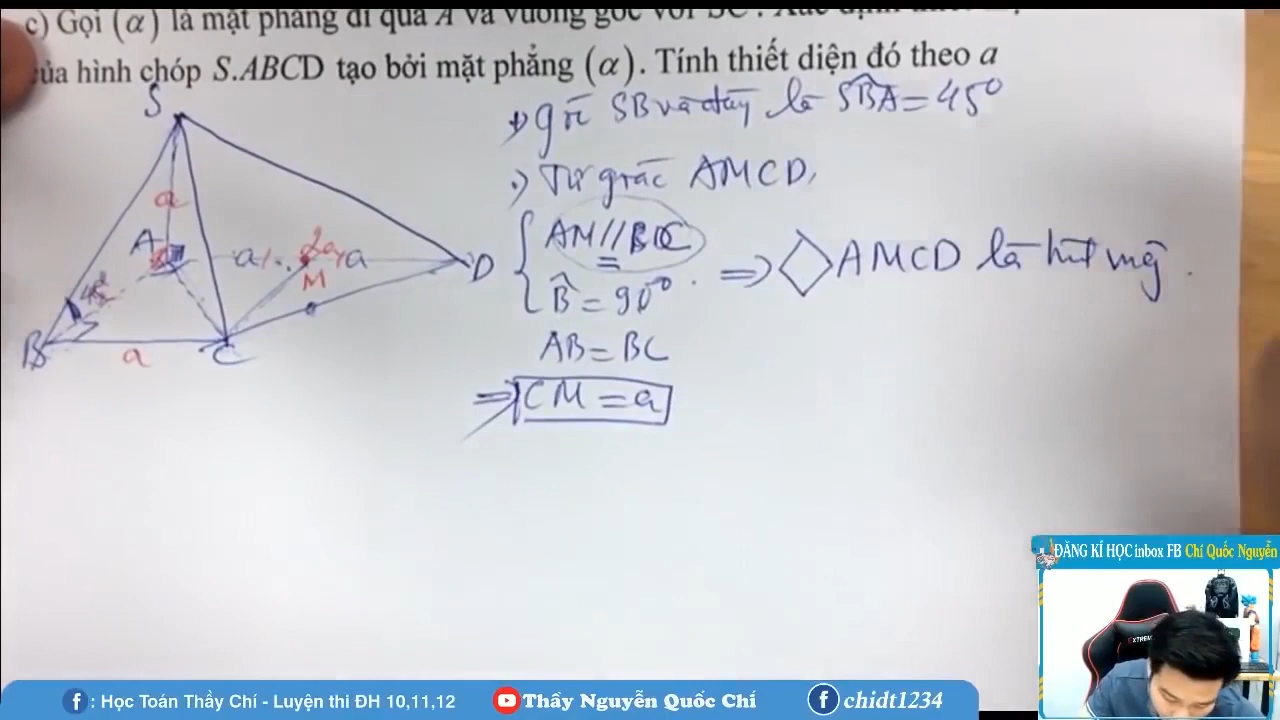 c) Gọi (α) là mặt phẳng đi qua A và vuông góc với SC . Xác định thiết diện
của hình chóp S.ABCD tạo bởi mặt phẳng (α). Tính thiết diện đó theo a
S
a
A
a
2a
a
D
M
45°
B
a
C
góc SB và đáy là SBA = 45°
Tứ giác AMCD,
AM // BC
B = 90°
AB = BC
⇒ CM = a
⇒ ◇ AMCD là
ĐĂNG KÍ HỌC inbox FB Chí Quốc Nguyễn
EXTREME
f : Học Toán Thầy Chí - Luyện thi ĐH 10,11,12
Thầy Nguyễn Quốc Chí
f chidt1234